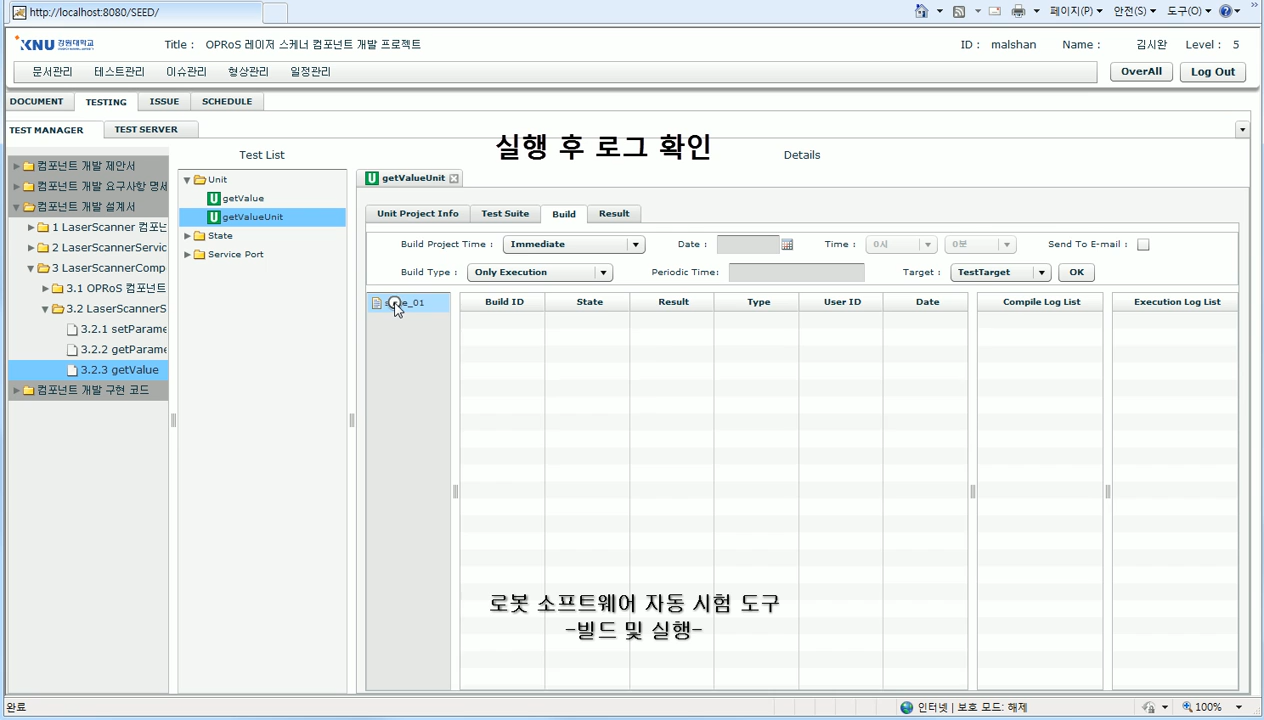 http://localhost:8080/SEED/
페이지(P) 안전(S) 도구(O)
KNU 강원대학교
Title : OPRoS 레이저 스케너 컴포넌트 개발 프로젝트
ID : malshan Name : 김시완 Level : 5
문서관리 테스트관리 이슈관리 형상관리 일정관리
OverAll Log Out
DOCUMENT TESTING ISSUE SCHEDULE
TEST MANAGER TEST SERVER
실행 후 로그 확인
Test List
Details
컴포넌트 개발 제안서
컴포넌트 개발 요구사항 명세
컴포넌트 개발 설계서
1 LaserScanner 컴포넌
2 LaserScannerServic
3 LaserScannerComp
3.1 OPRoS 컴포넌트
3.2 LaserScannerS
3.2.1 setParame
3.2.2 getParame
3.2.3 getValue
컴포넌트 개발 구현 코드
Unit
getValue
getValueUnit
State
Service Port
getValueUnit
Unit Project Info Test Suite Build Result
Build Project Time : Immediate Date : Time : 0시 0분 Send To E-mail :
Build Type : Only Execution Periodic Time: Target : TestTarget OK
Build ID State Result Type User ID Date Compile Log List Execution Log List
로봇 소프트웨어 자동 시험 도구
-빌드 및 실행-
완료
인터넷 | 보호 모드: 해제
100%